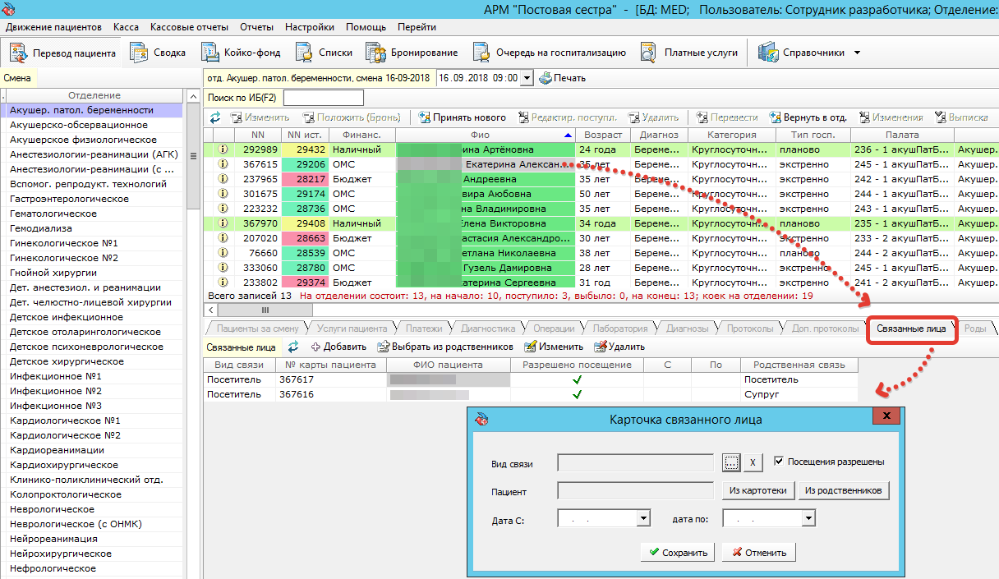 АРМ "Постовая сестра" - [БД: MED; Пользователь: Сотрудник разработчика; Отделение:
Движение пациентов Касса Кассовые отчеты Отчеты Настройки Помощь Перейти
Перевод пациента Сводка Койко-фонд Списки Бронирование Очередь на госпитализацию Платные услуги Справочники
Смена
Отделение
Акушер. патол. беременности
Акушерско-обсервационное
Акушерское физиологическое
Анестезиологии-реанимации (АГК)
Анестезиологии-реанимации (с ...
Вспомог. репродукт. технологий
Гастроэнтерологическое
Гематологическое
Гемодиализа
Гинекологическое №1
Гинекологическое №2
Гнойной хирургии
Дет. анестезиол. и реанимации
Дет. челюстно-лицевой хирургии
Детское инфекционное
Детское отоларингологическое
Детское психоневрологическое
Детское хирургическое
Инфекционное №1
Инфекционное №2
Инфекционное №3
Кардиологическое №1
Кардиологическое №2
Кардиореанимации
Кардиохирургическое
Клинико-поликлинический отд.
Колопроктологическое
Неврологическое
Неврологическое (с ОНМК)
Нейрореанимация
Нейрохирургическое
Нефрологическое
отд. Акушер. патол. беременности, смена 16-09-2018 16.09.2018 09:00 Печать
Поиск по ИБ(F2)
Изменить Положить (Бронь) Принять нового Редактир. поступл. Удалить Перевести Вернуть в отд. Изменения Выписка
NN NN ист. Финанс. Фио Возраст Диагноз Категория Тип госп. Палата
292989 29432 Наличный ина Артёмовна 24 года Береме... Круглосуточн... планово 236 - 1 акушПатБ... Акушер.
367615 29206 ОМС Екатерина Алексан... 35 лет Береме... Круглосуточн... экстренно 245 - 1 акушПатБ... Акушер.
237965 28217 Бюджет Андреевна 35 лет Береме... Круглосуточн... экстренно 242 - 1 акушПатБ... Акушер.
301675 29174 ОМС вира Аюбовна 50 лет Береме... Круглосуточн... экстренно 244 - 1 акушПатБ... Акушер.
223232 28736 ОМС на Владимировна 35 лет Береме... Круглосуточн... экстренно 243 - 1 акушПатБ... Акушер.
367970 29408 Наличный Елена Викторовна 34 года Береме... Круглосуточн... планово 235 - 1 акушПатБ... Акушер.
207020 28663 Бюджет астасия Александро... 30 лет Береме... Круглосуточн... экстренно 233 - 2 акушПатБ... Акушер.
76660 28539 ОМС етлана Николаевна 38 лет Береме... Круглосуточн... планово 244 - 2 акушПатБ... Акушер.
333060 28780 ОМС Гузель Дамировна 28 лет Береме... Круглосуточн... экстренно 245 - 1 акушПатБ... Акушер.
233802 29374 Бюджет катерина Сергеевна 31 год Береме... Круглосуточн... экстренно 241 - 2 акушПатБ... Акушер.
Всего записей 13 На отделении состоит: 13, на начало: 10, поступило: 3, выбыло: 0, на конец: 13; коек на отделении: 19
Пациенты за смену Услуги пациента Платежи Диагностика Операции Лаборатория Диагнозы Протоколы Доп. протоколы Связанные лица Роды
Связанные лица Добавить Выбрать из родственников Изменить Удалить
Вид связи № карты пациента ФИО пациента Разрешено посещение С По Родственная связь
Посетитель 367617 Посетитель
Посетитель 367616 Супруг
Карточка связанного лица x
Вид связи ... X Посещения разрешены
Пациент Из картотеки Из родственников
Дата С: . . дата по: . .
Сохранить Отменить